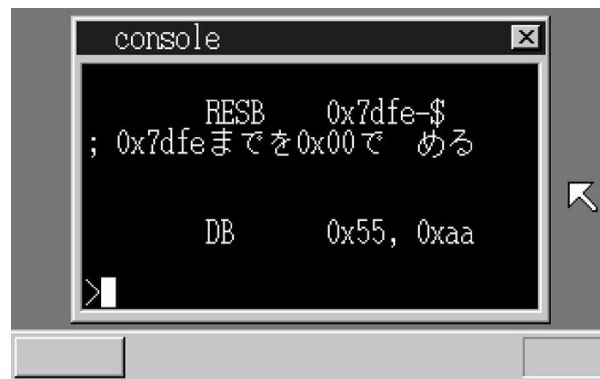 console
RESB 0x7dfe-$
; 0x7dfeまでを0x00で める
DB 0x55, 0xaa
>